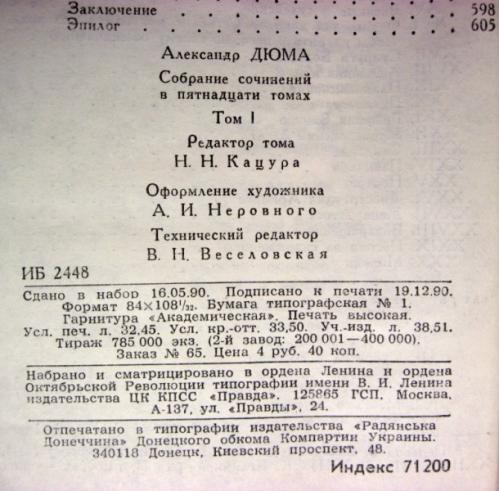 Заключение . . . . . . . . . 598
Эпилог . . . . . . . . . . 605
Александр ДЮМА
Собрание сочинений
в пятнадцати томах
Том I
Редактор тома
Н. Н. Кацура
Оформление художника
А. И. Неровного
Технический редактор
В. Н. Веселовская
ИБ 2448
Сдано в набор 16.05.90. Подписано к печати 19.12.90.
Формат 84×108¹/₃₂. Бумага типографская № 1.
Гарнитура «Академическая». Печать высокая.
Усл. печ. л. 32,45. Усл. кр.-отт. 33,50. Уч.-изд. л. 38,51.
Тираж 785 000 экз. (2-й завод: 200 001—400 000).
Заказ № 65. Цена 4 руб. 40 коп.
Набрано и сматрицировано в ордена Ленина и ордена
Октябрьской Революции типографии имени В. И. Ленина
издательства ЦК КПСС «Правда». 125865 ГСП. Москва,
А-137, ул. «Правды», 24.
Отпечатано в типографии издательства «Радянська
Донеччина» Донецкого обкома Компартии Украины.
340118 Донецк, Киевский проспект, 48.
Индекс 71200